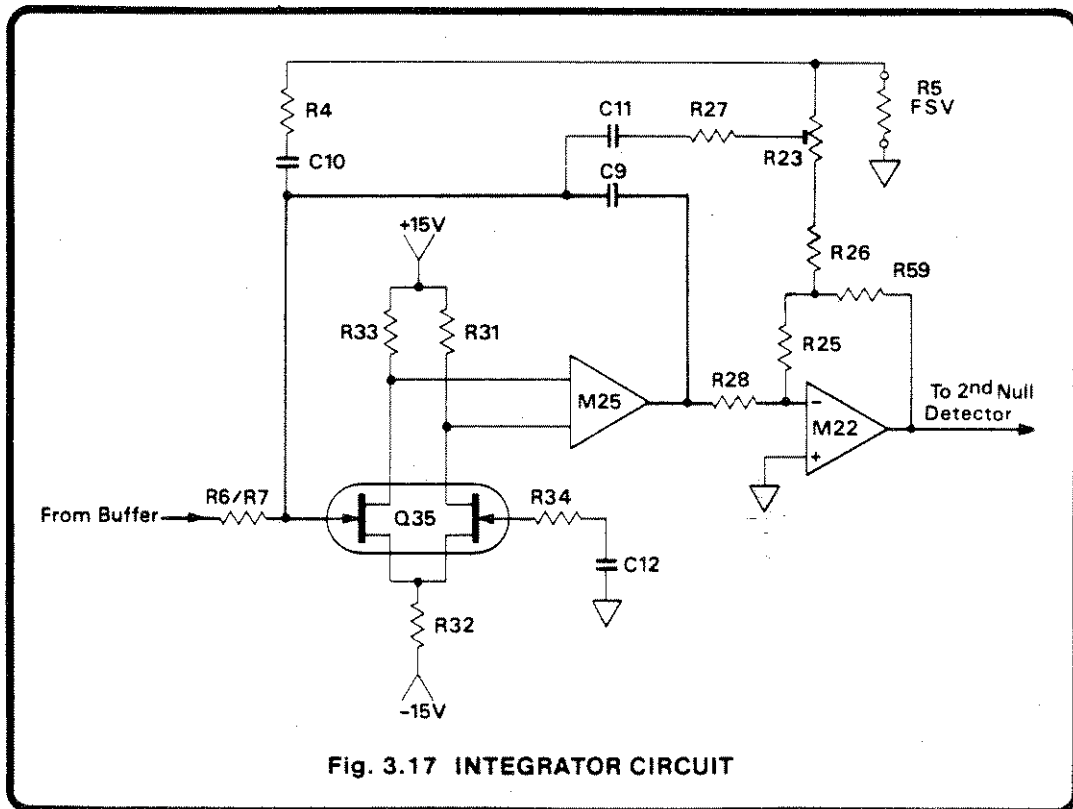 R4
C10
C11
R27
R23
R5
FSV
C9
+15V
R26
R59
R33
R31
R25
M25
R28
To 2nd Null
Detector
−
M22
+
From Buffer
R6/R7
Q35
R34
C12
R32
−15V
Fig. 3.17 INTEGRATOR CIRCUIT